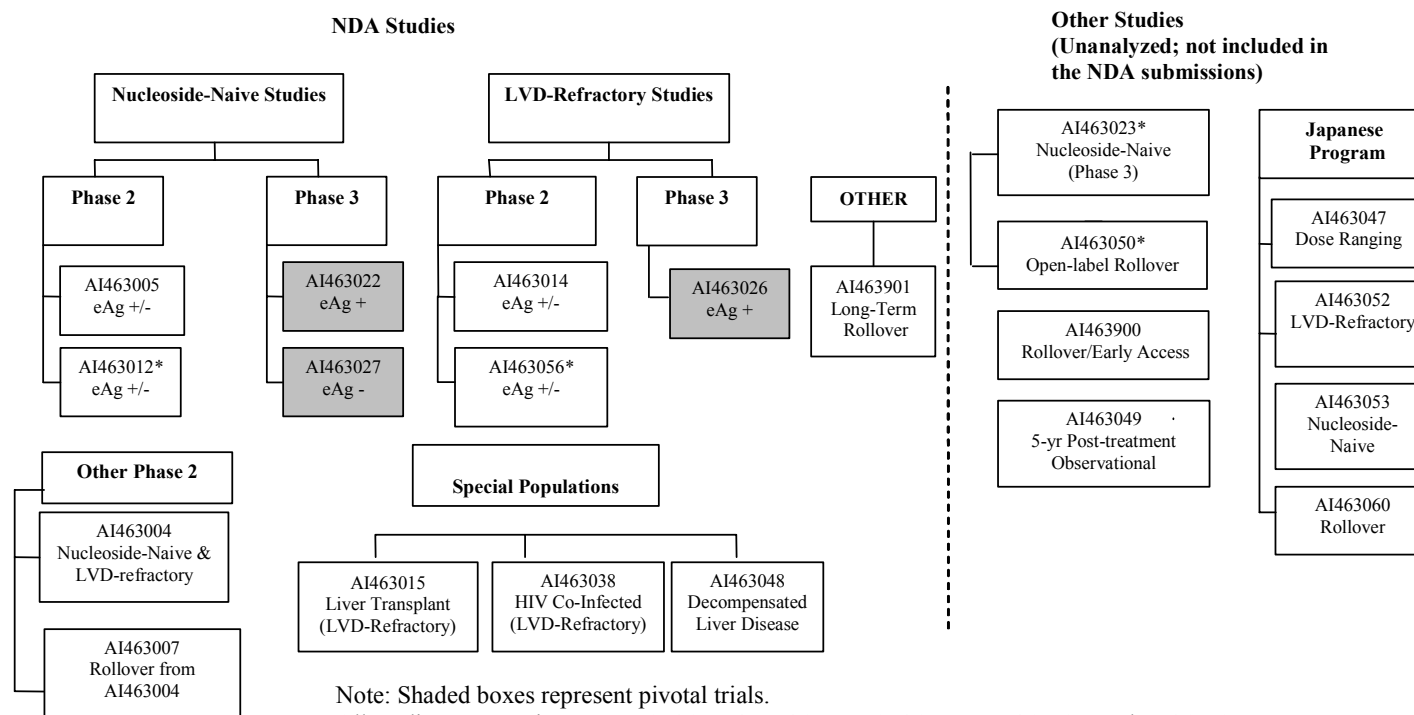 NDA Studies
Nucleoside-Naive Studies
LVD-Refractory Studies
Phase 2
Phase 3
Phase 2
Phase 3
OTHER
AI463005
eAg +/-
AI463012*
eAg +/-
AI463022
eAg +
AI463027
eAg -
AI463014
eAg +/-
AI463056*
eAg +/-
AI463026
eAg +
AI463901
Long-Term
Rollover
Other Phase 2
AI463004
Nucleoside-Naive &
LVD-refractory
AI463007
Rollover from
AI463004
Special Populations
AI463015
Liver Transplant
(LVD-Refractory)
AI463038
HIV Co-Infected
(LVD-Refractory)
AI463048
Decompensated
Liver Disease
Note: Shaded boxes represent pivotal trials.
Other Studies
(Unanalyzed; not included in
the NDA submissions)
AI463023*
Nucleoside-Naive
(Phase 3)
AI463050*
Open-label Rollover
AI463900
Rollover/Early Access
AI463049
5-yr Post-treatment
Observational
Japanese
Program
AI463047
Dose Ranging
AI463052
LVD-Refractory
AI463053
Nucleoside-
Naive
AI463060
Rollover